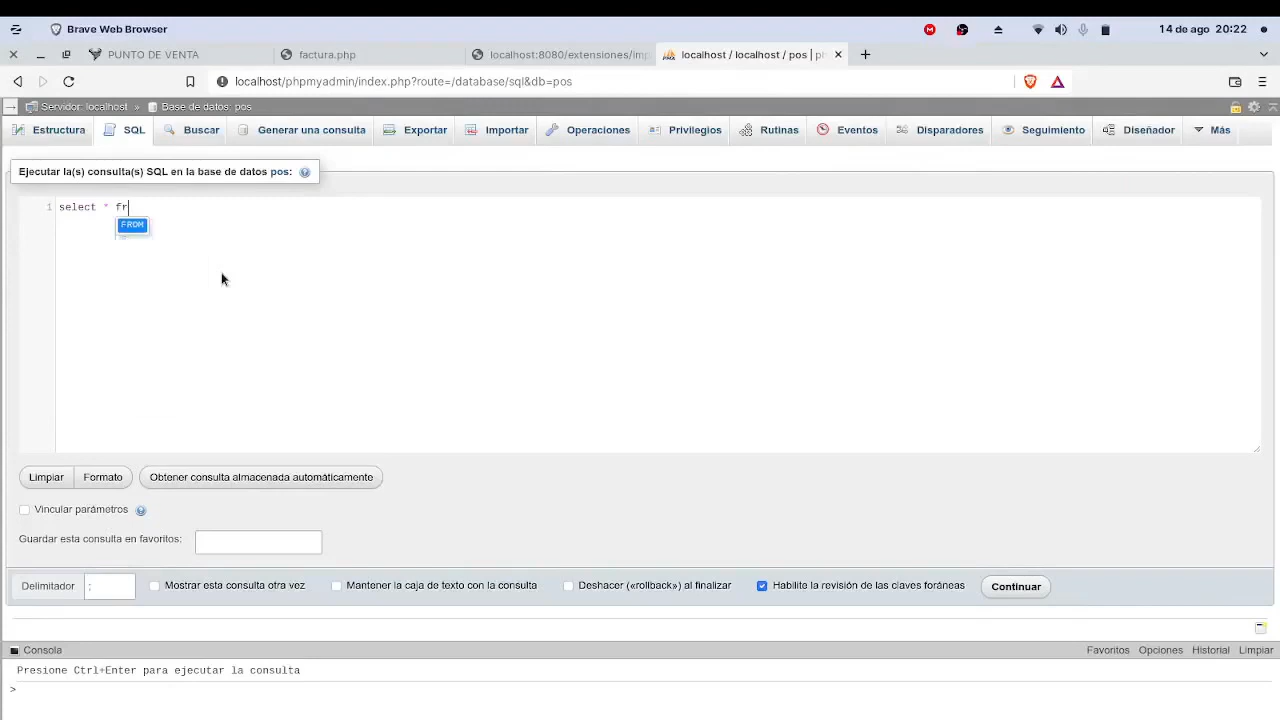 Brave Web Browser
14 de ago 20:22
PUNTO DE VENTA
factura.php
localhost:8080/extensiones/imp
localhost / localhost / pos | ph
localhost/phpmyadmin/index.php?route=/database/sql&db=pos
Servidor: localhost » Base de datos: pos
Estructura SQL Buscar Generar una consulta Exportar Importar Operaciones Privilegios Rutinas Eventos Disparadores Seguimiento Diseñador Más
Ejecutar la(s) consulta(s) SQL en la base de datos pos:
1 select * fr
FROM
Limpiar Formato Obtener consulta almacenada automáticamente
Vincular parámetros
Guardar esta consulta en favoritos:
Delimitador ; Mostrar esta consulta otra vez Mantener la caja de texto con la consulta Deshacer («rollback») al finalizar Habilite la revisión de las claves foráneas Continuar
Consola Favoritos Opciones Historial Limpiar
Presione Ctrl+Enter para ejecutar la consulta
>